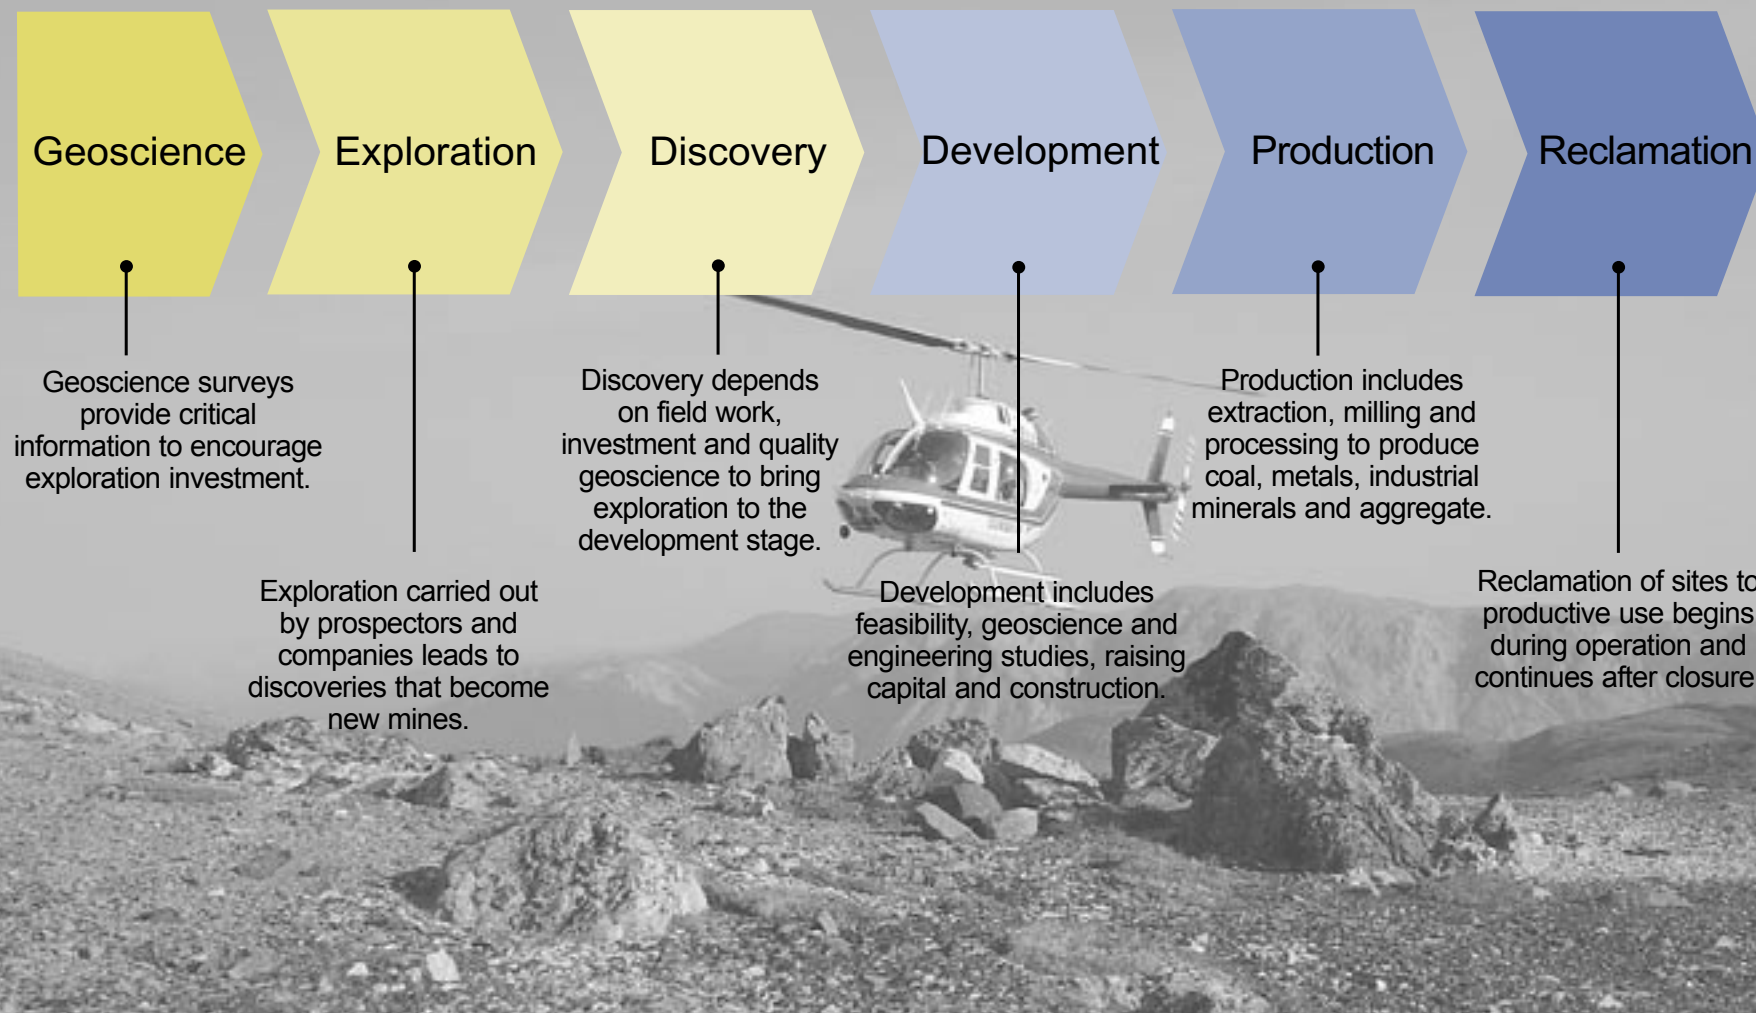 Geoscience
Exploration
Discovery
Development
Production
Reclamation
Geoscience surveys
provide critical
information to encourage
exploration investment.
Exploration carried out
by prospectors and
companies leads to
discoveries that become
new mines.
Discovery depends
on field work,
investment and quality
geoscience to bring
exploration to the
development stage.
Development includes
feasibility, geoscience and
engineering studies, raising
capital and construction.
Production includes
extraction, milling and
processing to produce
coal, metals, industrial
minerals and aggregate.
Reclamation of sites to
productive use begins
during operation and
continues after closure